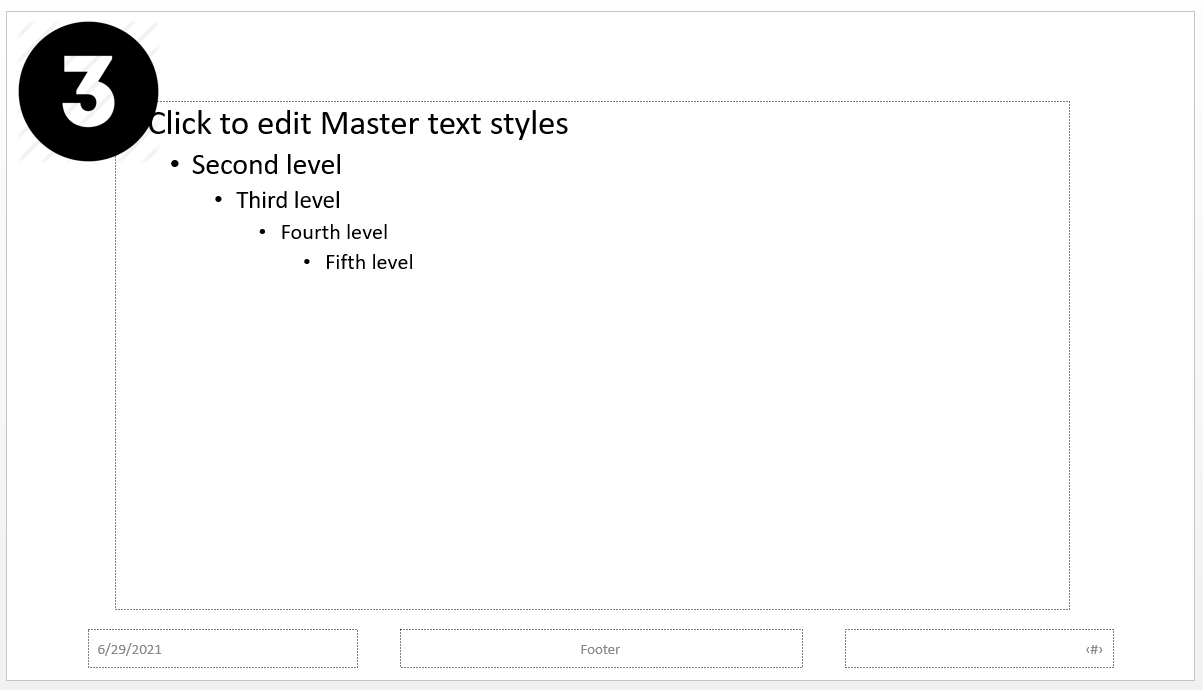 3
Click to edit Master text styles
• Second level
• Third level
• Fourth level
• Fifth level
6/29/2021
Footer
‹#›